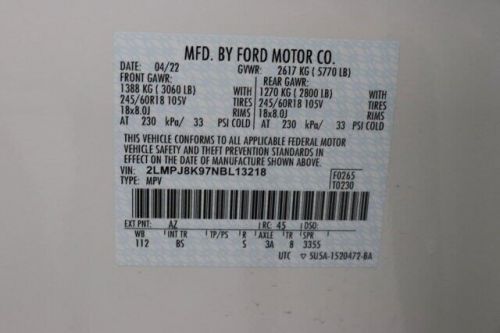 MFD. BY FORD MOTOR CO.
DATE: 04/22 GVWR: 2617 KG (5770 LB)
FRONT GAWR: REAR GAWR:
1388 KG (3060 LB) WITH 1270 KG (2800 LB) WITH
245/60R18 105V TIRES 245/60R18 105V TIRES
18x8.0J RIMS 18x8.0J RIMS
AT 230 kPa/ 33 PSI COLD AT 230 kPa/ 33 PSI COLD
THIS VEHICLE CONFORMS TO ALL APPLICABLE FEDERAL MOTOR
VEHICLE SAFETY AND THEFT PREVENTION STANDARDS IN
EFFECT ON THE DATE OF MANUFACTURE SHOWN ABOVE.
VIN: 2LMPJ8K97NBL13218 F0265
TYPE: MPV T0230
EXT PNT: AZ RC: 45 DSO:
WB INT TR TP/PS R AXLE TR SPR
112 BS S 3A 8 3355
UTC ▽ 5U5A-1520472-BA